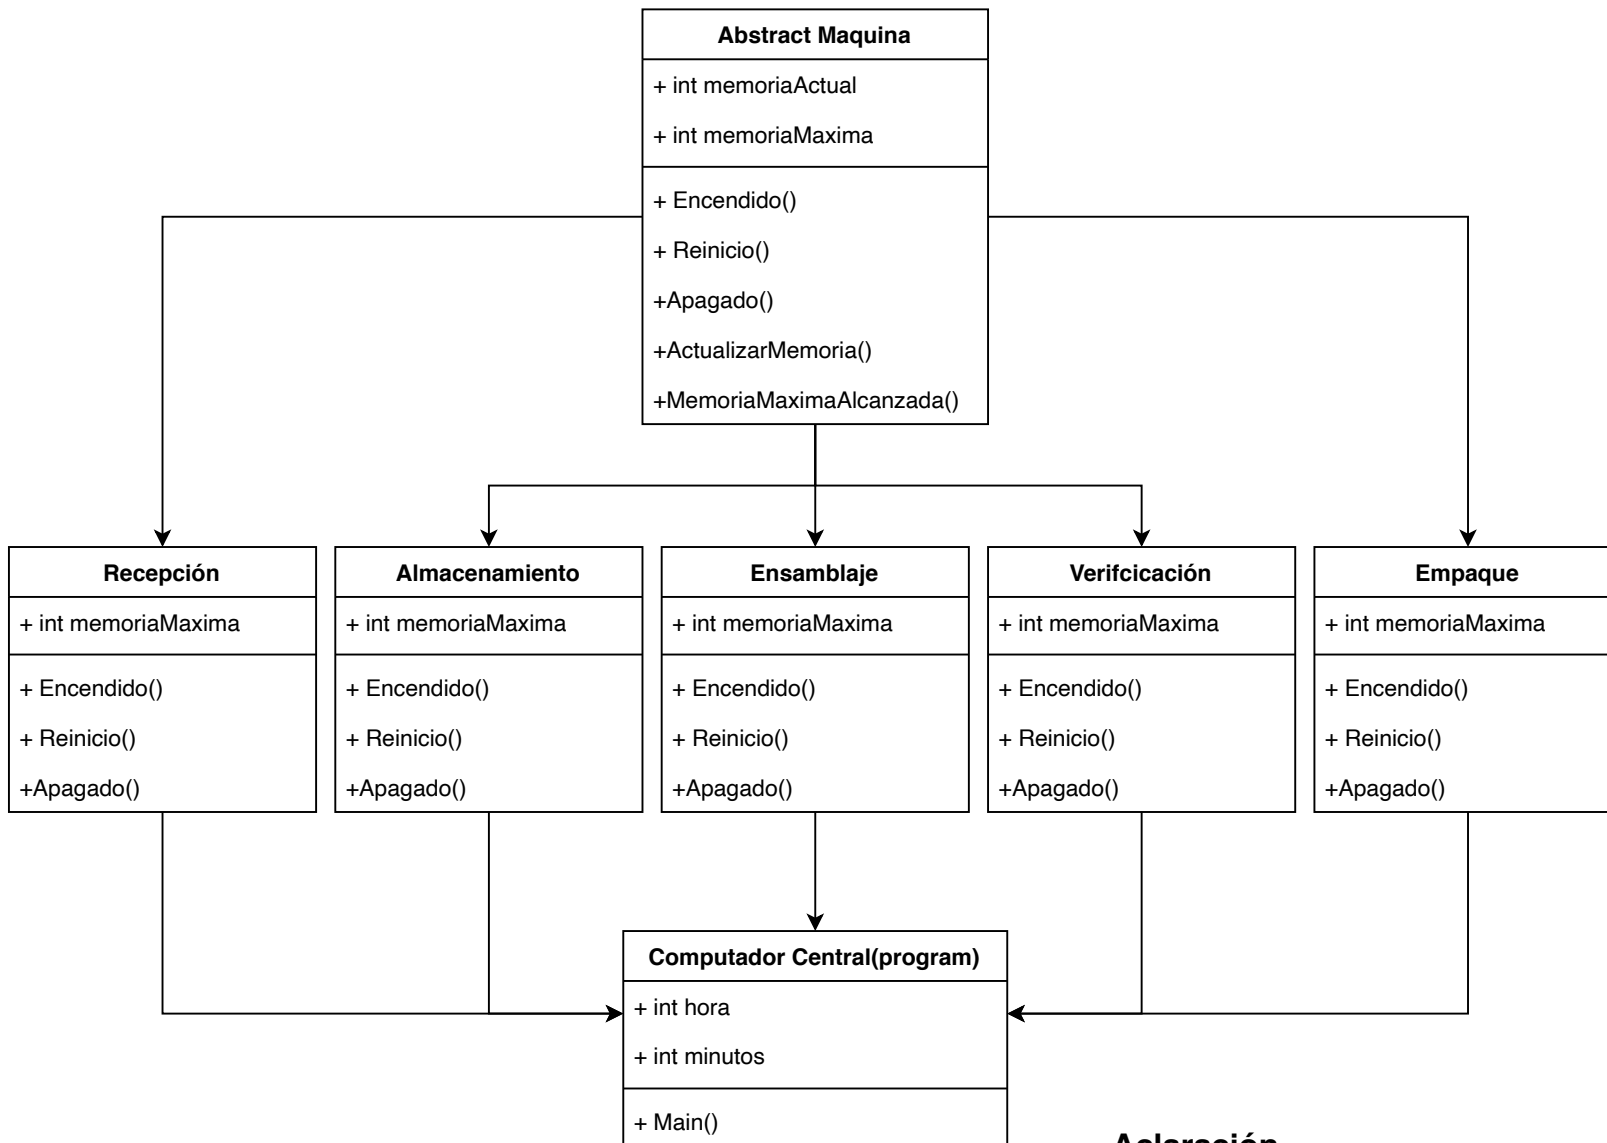 Abstract Maquina
+ int memoriaActual
+ int memoriaMaxima
+ Encendido()
+ Reinicio()
+Apagado()
+ActualizarMemoria()
+MemoriaMaximaAlcanzada()
Recepción
+ int memoriaMaxima
+ Encendido()
+ Reinicio()
+Apagado()
Almacenamiento
+ int memoriaMaxima
+ Encendido()
+ Reinicio()
+Apagado()
Ensamblaje
+ int memoriaMaxima
+ Encendido()
+ Reinicio()
+Apagado()
Verifcicación
+ int memoriaMaxima
+ Encendido()
+ Reinicio()
+Apagado()
Empaque
+ int memoriaMaxima
+ Encendido()
+ Reinicio()
+Apagado()
Computador Central(program)
+ int hora
+ int minutos
+ Main()
Aclaración